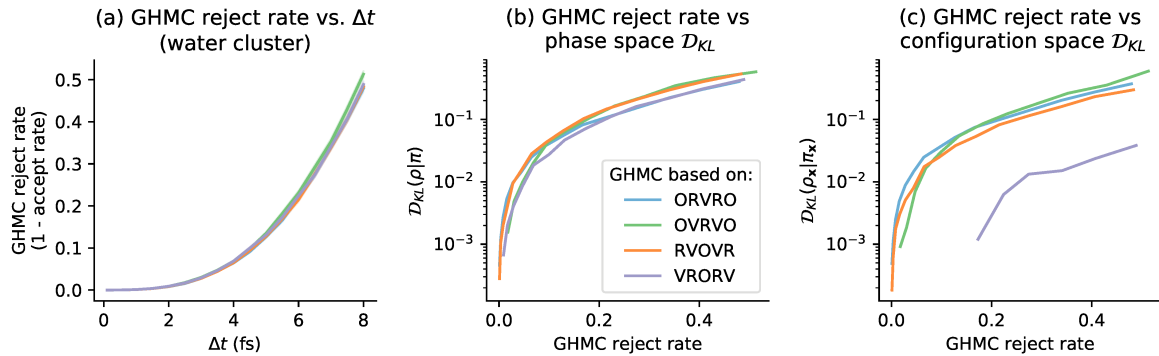 (a) GHMC reject rate vs. Δt
(water cluster)
GHMC reject rate
(1 - accept rate)
0.5
0.4
0.3
0.2
0.1
0.0
0
2
4
6
8
Δt (fs)
(b) GHMC reject rate vs
phase space 𝒟KL
𝒟KL(ρ|π)
10⁻¹
10⁻²
10⁻³
GHMC based on:
ORVRO
OVRVO
RVOVR
VRORV
0.0
0.2
0.4
GHMC reject rate
(c) GHMC reject rate vs
configuration space 𝒟KL
𝒟KL(ρx|πx)
10⁻¹
10⁻²
10⁻³
0.0
0.2
0.4
GHMC reject rate